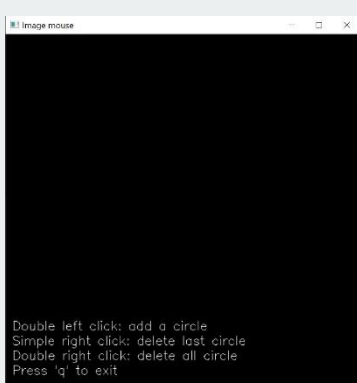 Image mouse
Double left click: add a circle
Simple right click: delete last circle
Double right click: delete all circle
Press 'q' to exit